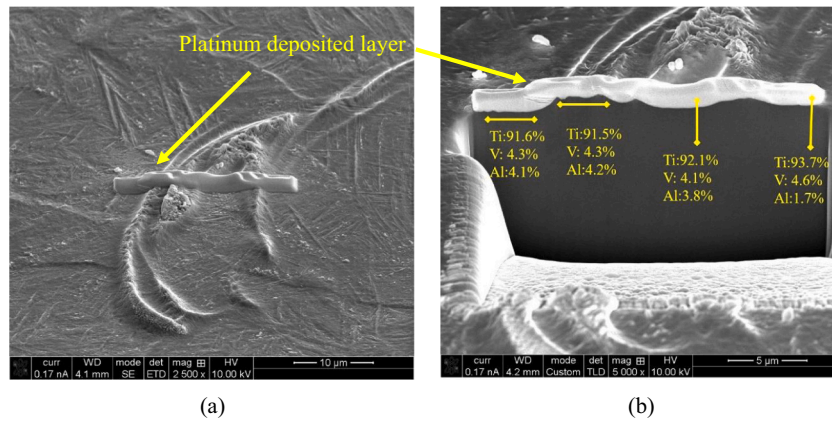 Platinum deposited layer
Ti:91.6%
V: 4.3%
Al:4.1%
Ti:91.5%
V: 4.3%
Al:4.2%
Ti:92.1%
V: 4.1%
Al:3.8%
Ti:93.7%
V: 4.6%
Al:1.7%
curr WD mode det mag ⊞ HV
0.17 nA 4.1 mm SE ETD 2 500 x 10.00 kV
10 µm
curr WD mode det mag ⊞ HV
0.17 nA 4.2 mm Custom TLD 5 000 x 10.00 kV
5 µm
(a)
(b)